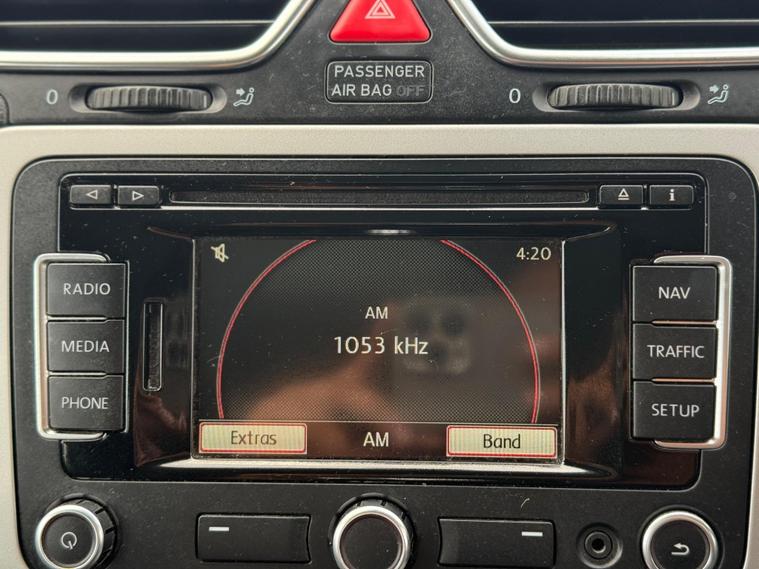 PASSENGER
AIR BAG OFF
0
0
4:20
RADIO
MEDIA
PHONE
AM
1053 kHz
NAV
TRAFFIC
SETUP
Extras
AM
Band
i